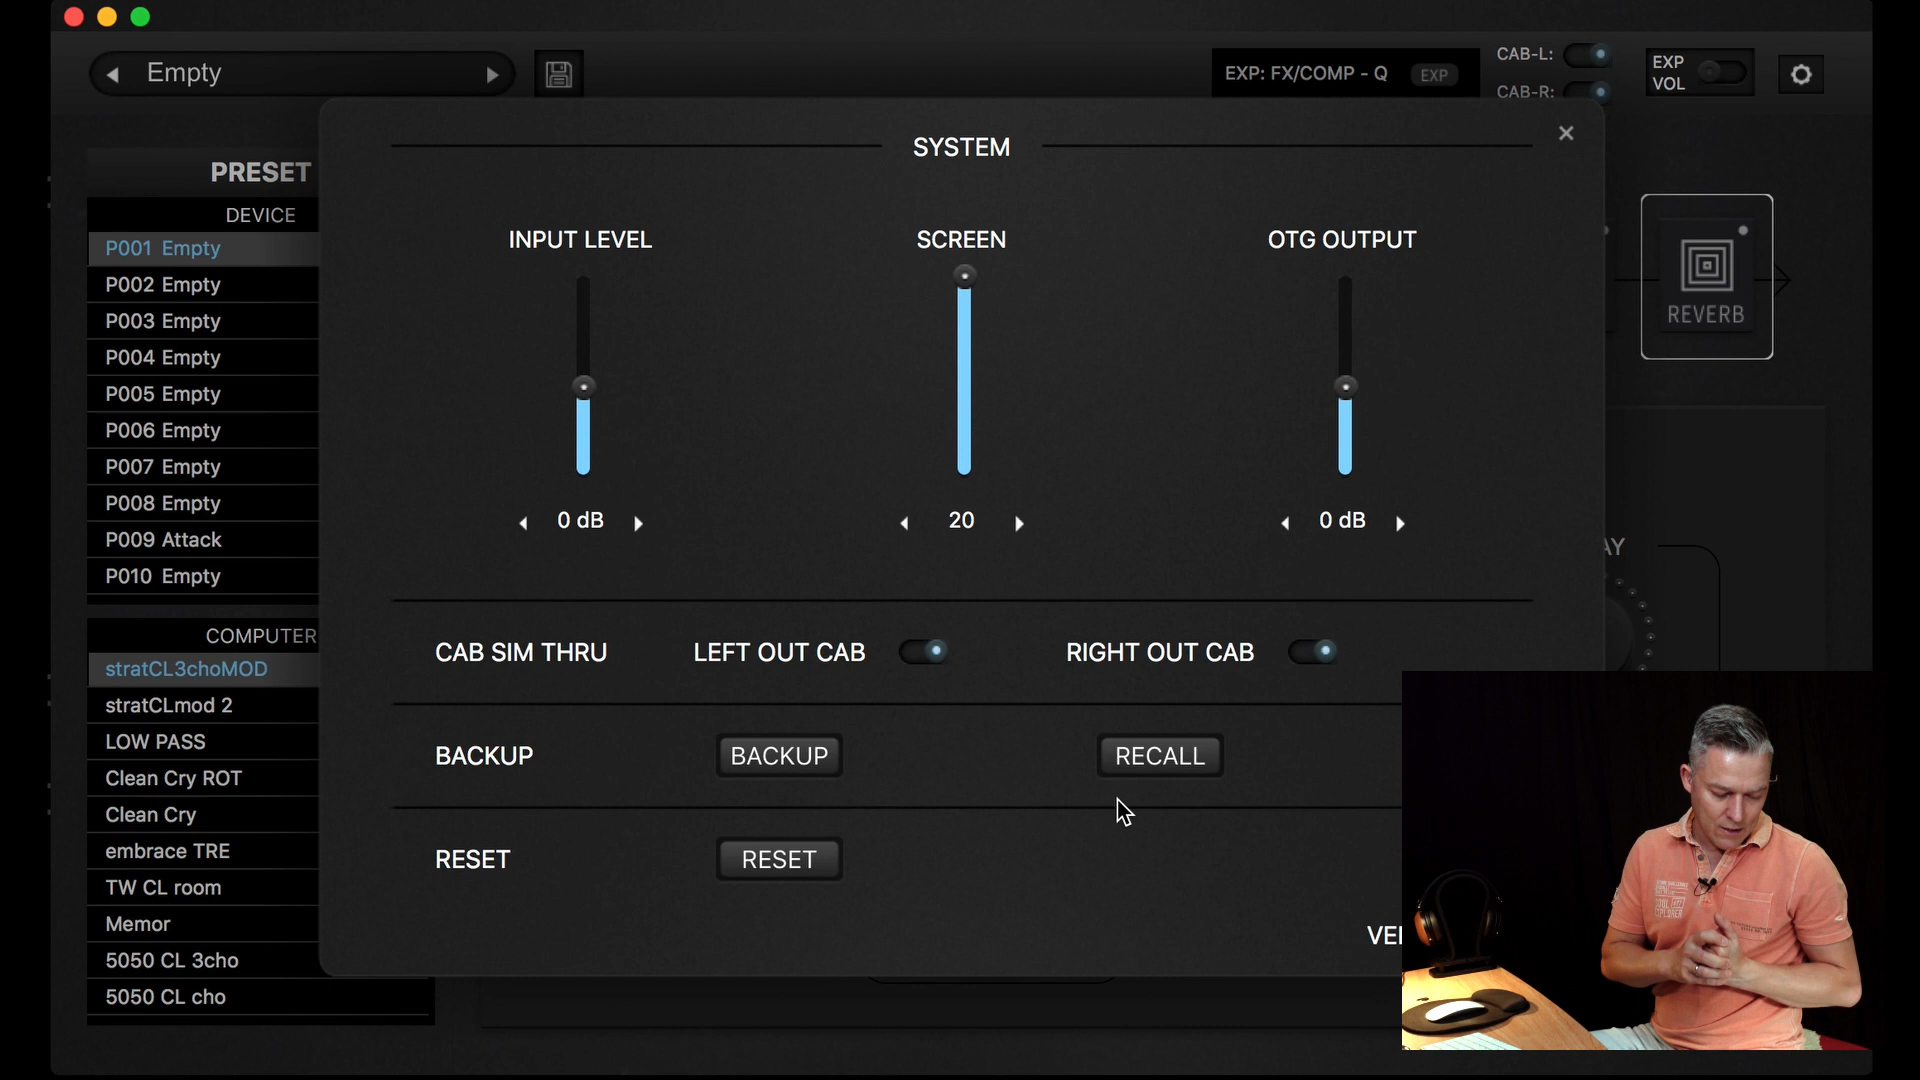 Empty
EXP: FX/COMP - Q
EXP
CAB-L:
CAB-R:
EXP
VOL
SYSTEM
PRESET
DEVICE
P001 Empty
P002 Empty
P003 Empty
P004 Empty
P005 Empty
P006 Empty
P007 Empty
P008 Empty
P009 Attack
P010 Empty
COMPUTER
stratCL3choMOD
stratCLmod 2
LOW PASS
Clean Cry ROT
Clean Cry
embrace TRE
TW CL room
Memor
5050 CL 3cho
5050 CL cho
INPUT LEVEL
SCREEN
OTG OUTPUT
0 dB
20
0 dB
CAB SIM THRU
LEFT OUT CAB
RIGHT OUT CAB
BACKUP
BACKUP
RECALL
RESET
RESET
REVERB